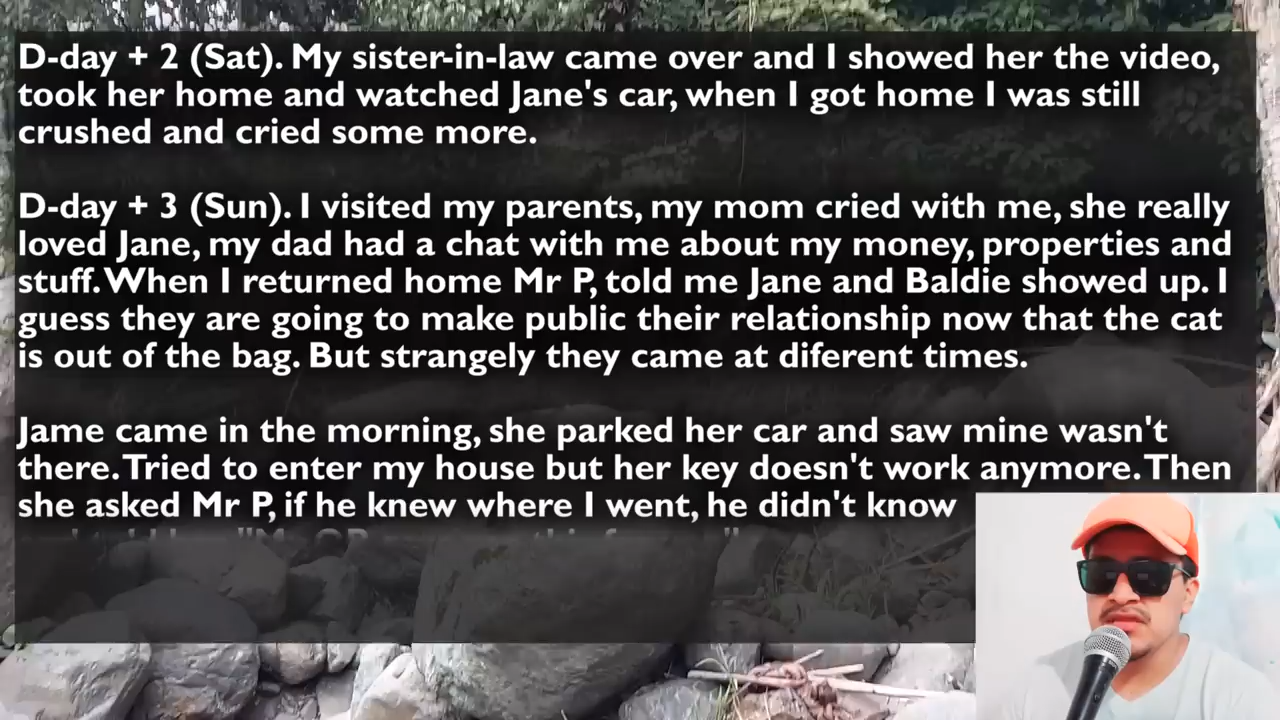 D-day + 2 (Sat). My sister-in-law came over and I showed her the video,
took her home and watched Jane's car, when I got home I was still
crushed and cried some more.
D-day + 3 (Sun). I visited my parents, my mom cried with me, she really
loved Jane, my dad had a chat with me about my money, properties and
stuff. When I returned home Mr P, told me Jane and Baldie showed up. I
guess they are going to make public their relationship now that the cat
is out of the bag. But strangely they came at diferent times.
Jame came in the morning, she parked her car and saw mine wasn't
there. Tried to enter my house but her key doesn't work anymore. Then
she asked Mr P, if he knew where I went, he didn't know